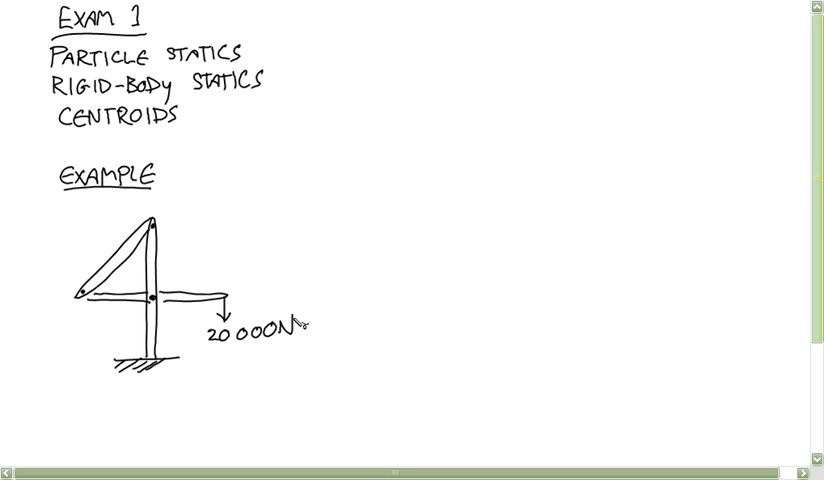 EXAM 1
PARTICLE STATICS
RIGID-BODY STATICS
CENTROIDS
EXAMPLE
20 000N